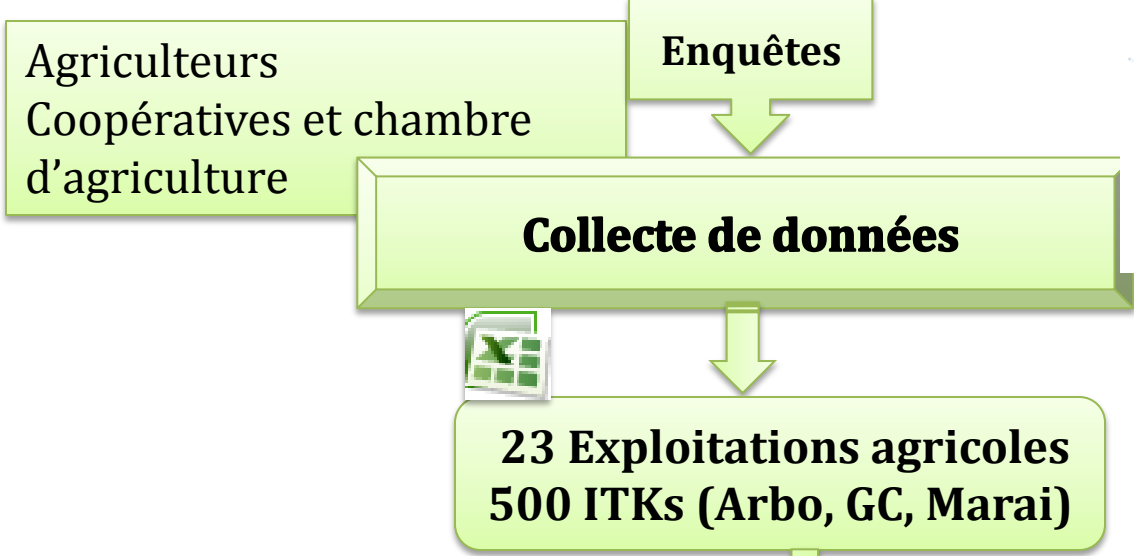 Agriculteurs
Coopératives et chambre
d’agriculture
Enquêtes
Collecte de données
23 Exploitations agricoles
500 ITKs (Arbo, GC, Marai)